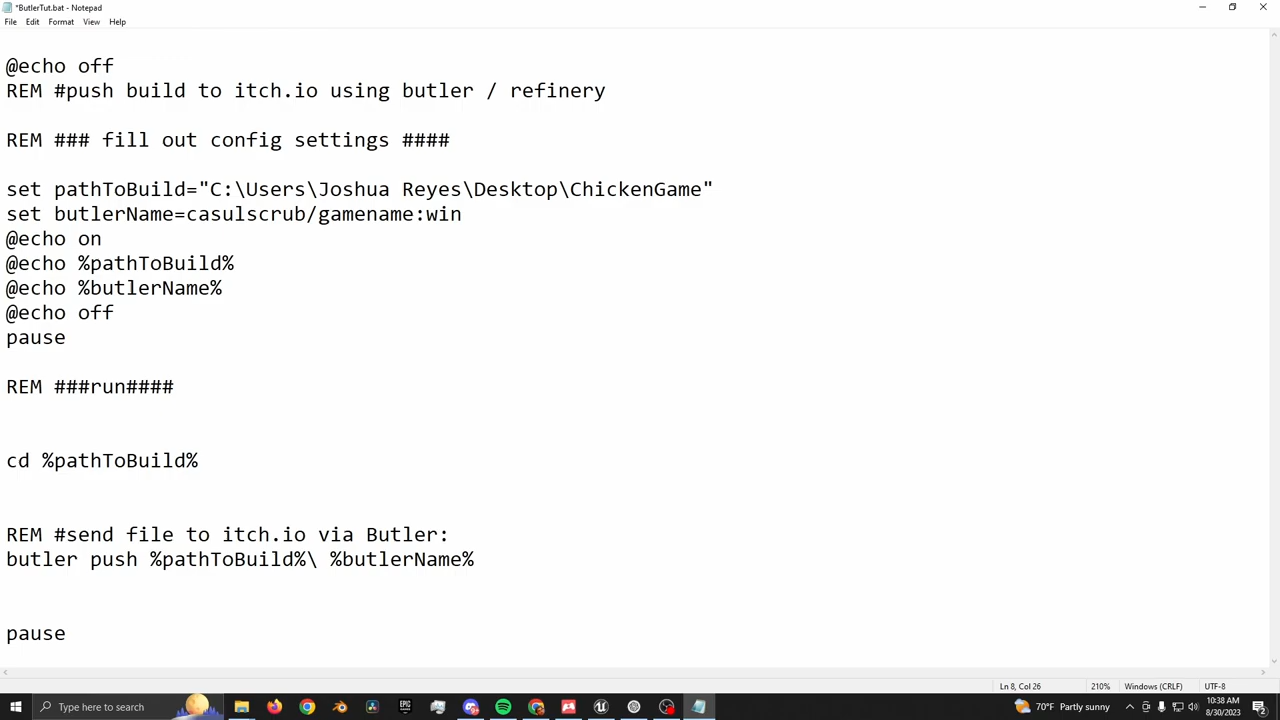 *ButlerTut.bat - Notepad
File Edit Format View Help
@echo off
REM #push build to itch.io using butler / refinery
REM ### fill out config settings ####
set pathToBuild="C:\Users\Joshua Reyes\Desktop\ChickenGame"
set butlerName=casulscrub/gamename:win
@echo on
@echo %pathToBuild%
@echo %butlerName%
@echo off
pause
REM ###run####
cd %pathToBuild%
REM #send file to itch.io via Butler:
butler push %pathToBuild%\ %butlerName%
pause
Ln 8, Col 26 210% Windows (CRLF) UTF-8
Type here to search EPIC GAMES 70°F Partly sunny 10:38 AM
8/30/2023 2